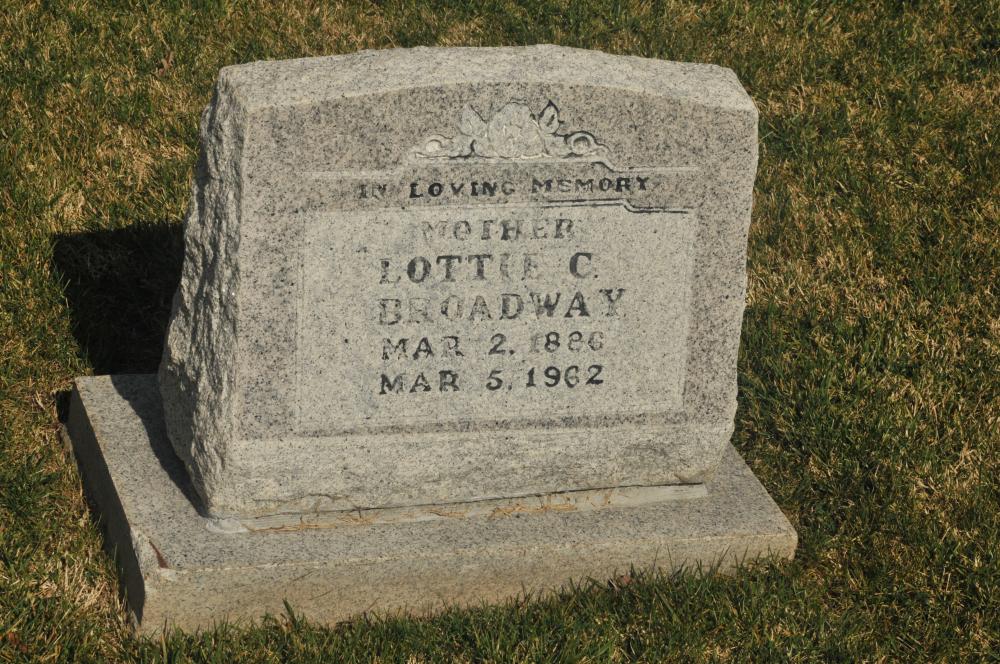 IN LOVING MEMORY
MOTHER
LOTTIE C.
BROADWAY
MAR 2, 1886
MAR 5, 1962